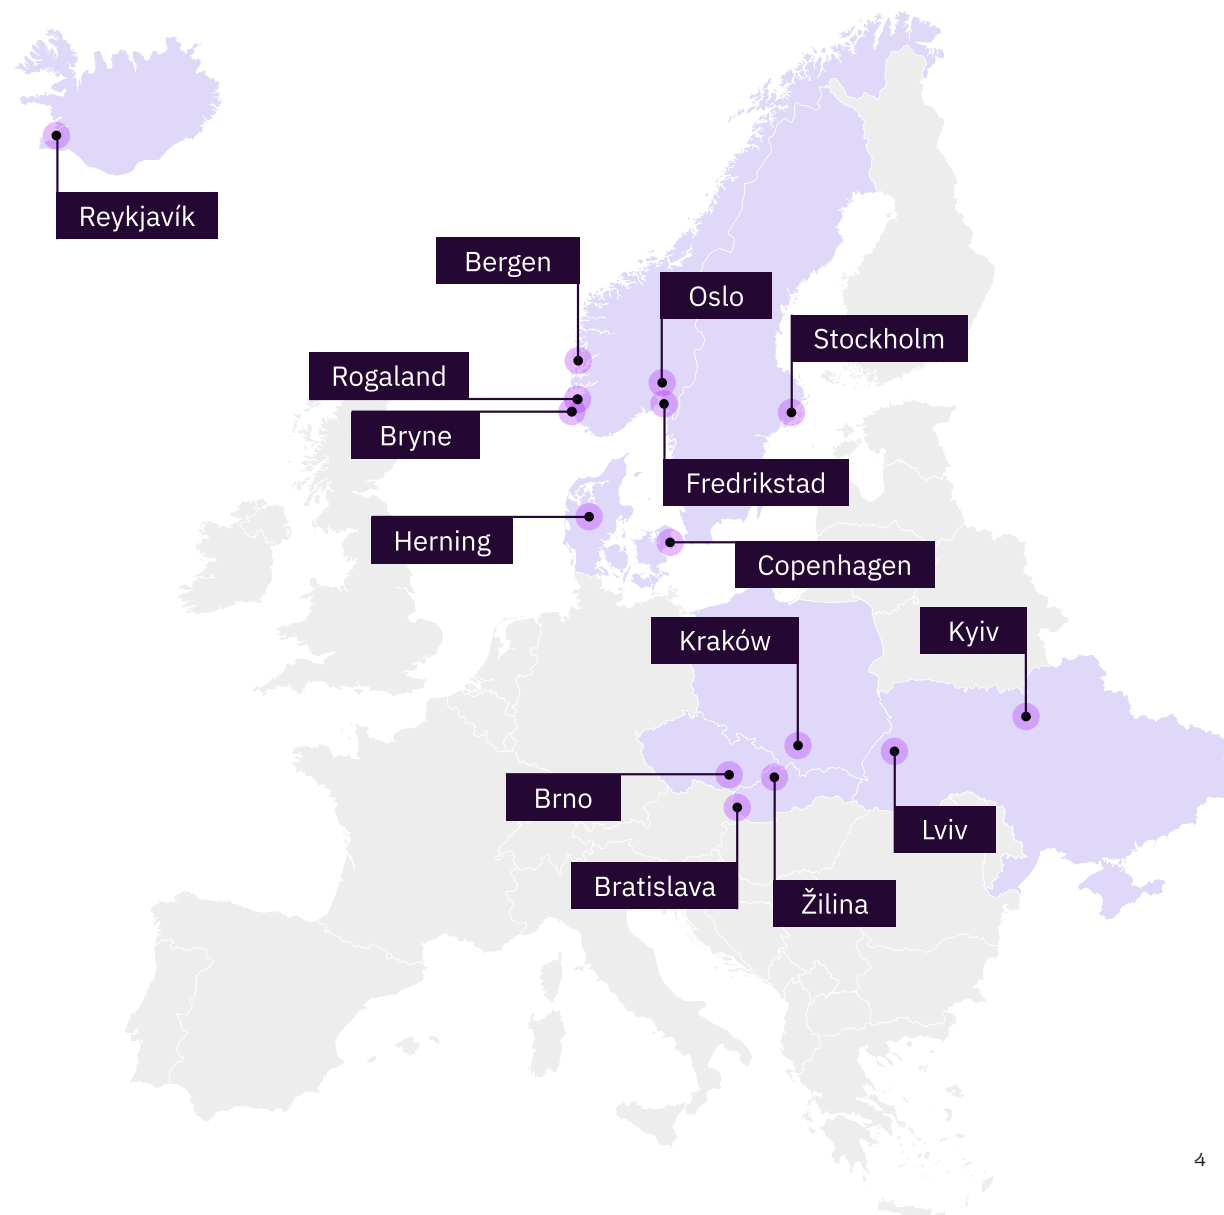 Reykjavík
Bergen
Oslo
Stockholm
Rogaland
Bryne
Fredrikstad
Herning
Copenhagen
Kraków
Kyiv
Brno
Lviv
Bratislava
Žilina
4